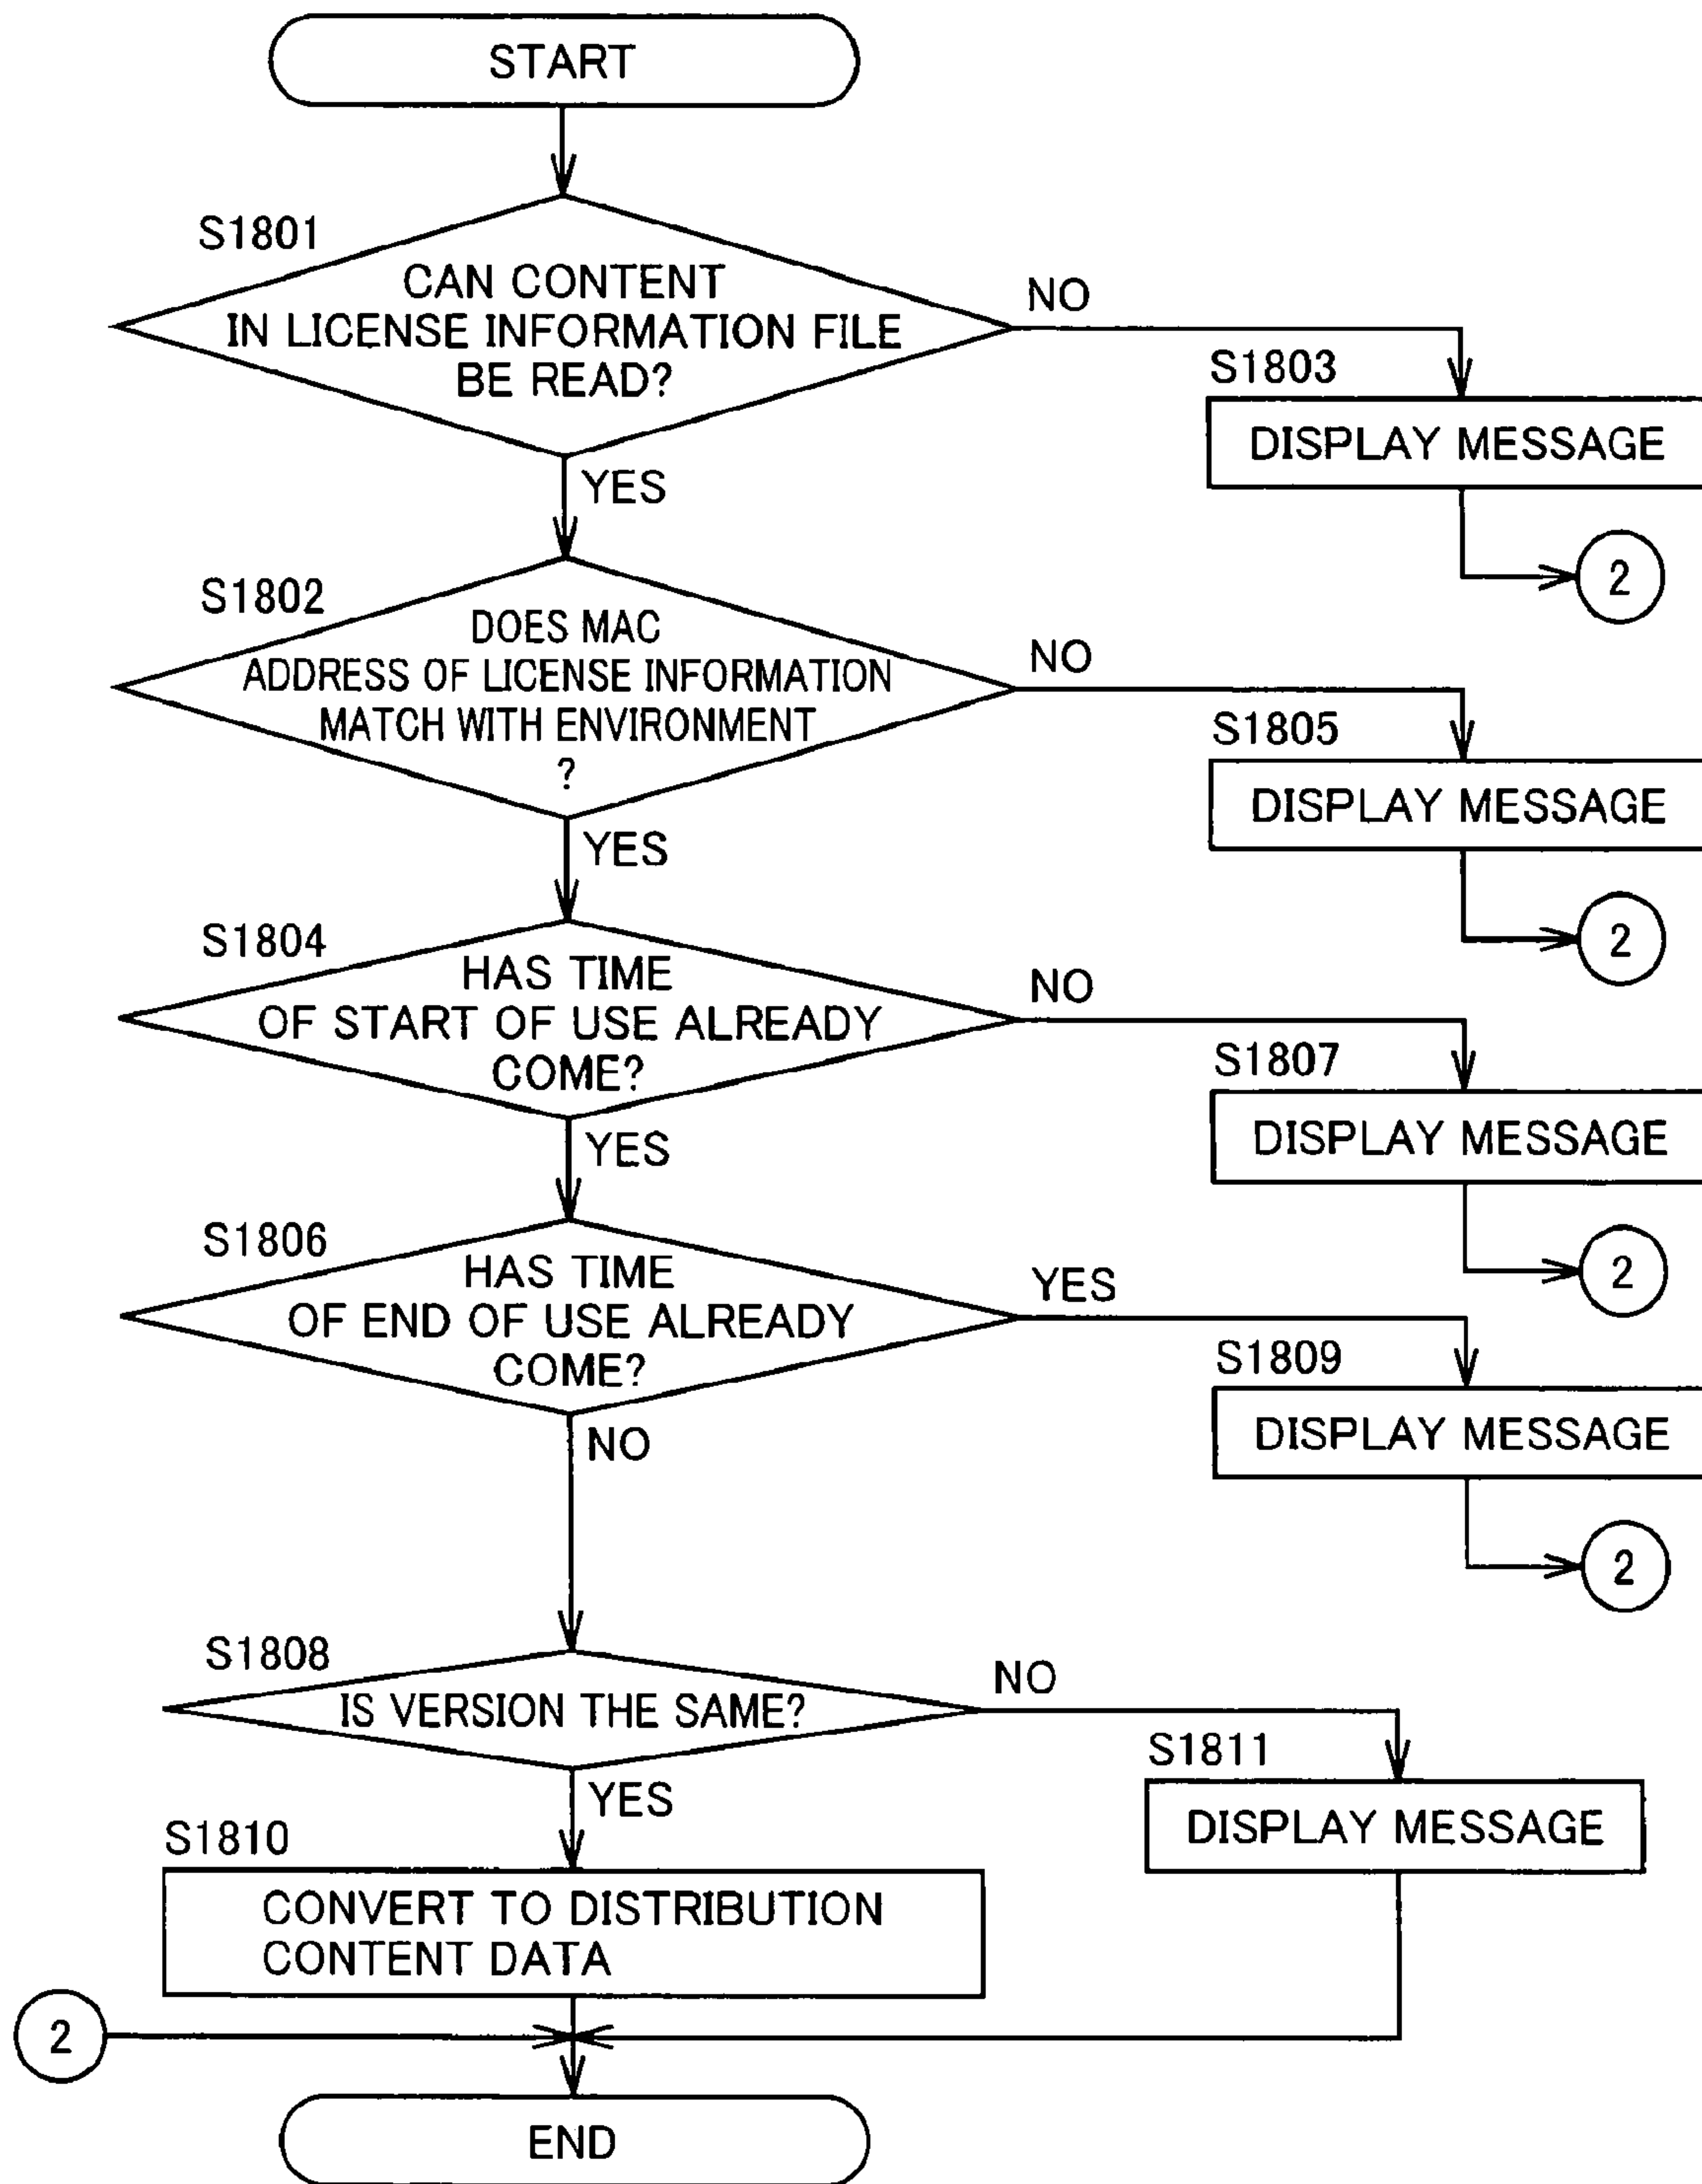 START
S1801
CAN CONTENT
IN LICENSE INFORMATION FILE
BE READ?
NO
S1803
DISPLAY MESSAGE
2
YES
S1802
DOES MAC
ADDRESS OF LICENSE INFORMATION
MATCH WITH ENVIRONMENT
?
NO
S1805
DISPLAY MESSAGE
2
YES
S1804
HAS TIME
OF START OF USE ALREADY
COME?
NO
S1807
DISPLAY MESSAGE
2
YES
S1806
HAS TIME
OF END OF USE ALREADY
COME?
YES
S1809
DISPLAY MESSAGE
2
NO
S1808
IS VERSION THE SAME?
NO
S1811
DISPLAY MESSAGE
YES
S1810
CONVERT TO DISTRIBUTION
CONTENT DATA
2
END